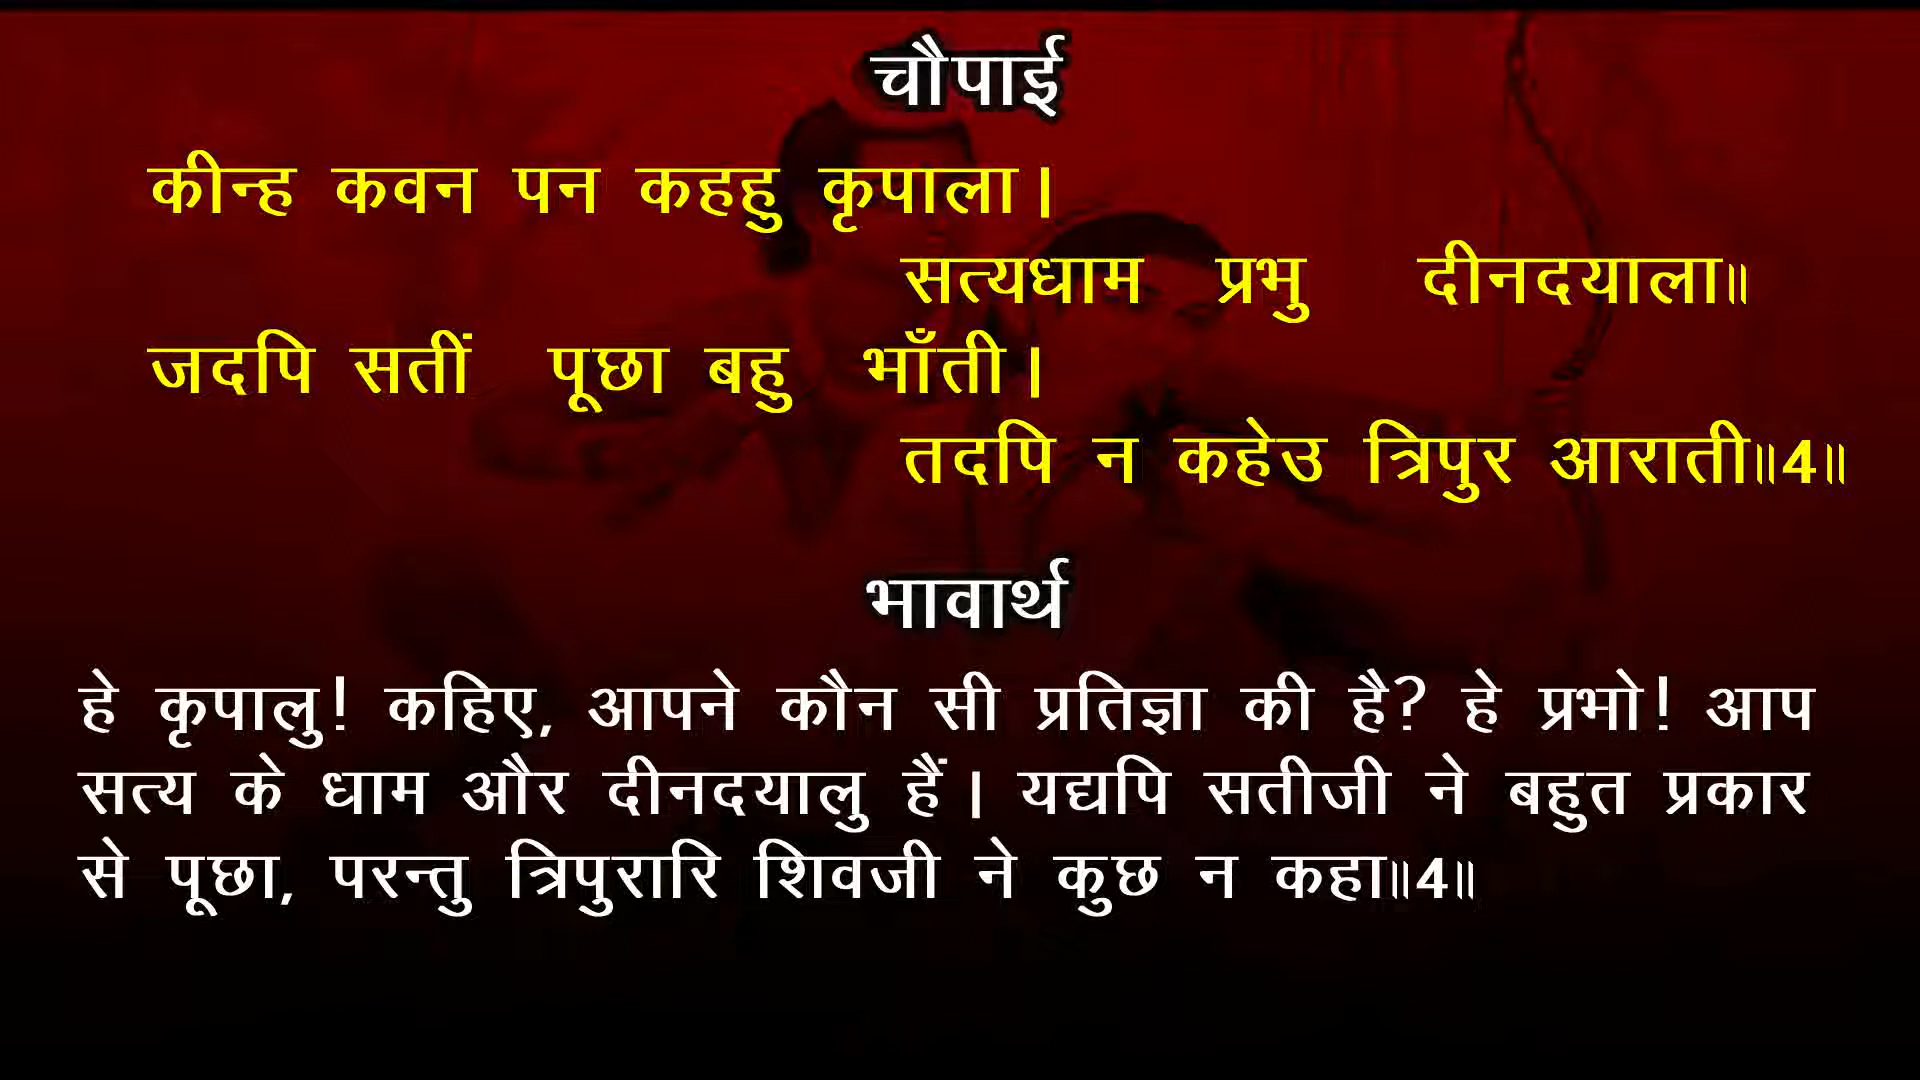 चौपाई
कीन्ह कवन पन कहहु कृपाला।
सत्यधाम प्रभु दीनदयाला॥
जदपि सतीं पूछा बहु भाँती।
तदपि न कहेउ त्रिपुर आराती॥4॥
भावार्थ
हे कृपालु! कहिए, आपने कौन सी प्रतिज्ञा की है? हे प्रभो! आप
सत्य के धाम और दीनदयालु हैं। यद्यपि सतीजी ने बहुत प्रकार
से पूछा, परन्तु त्रिपुरारि शिवजी ने कुछ न कहा॥4॥